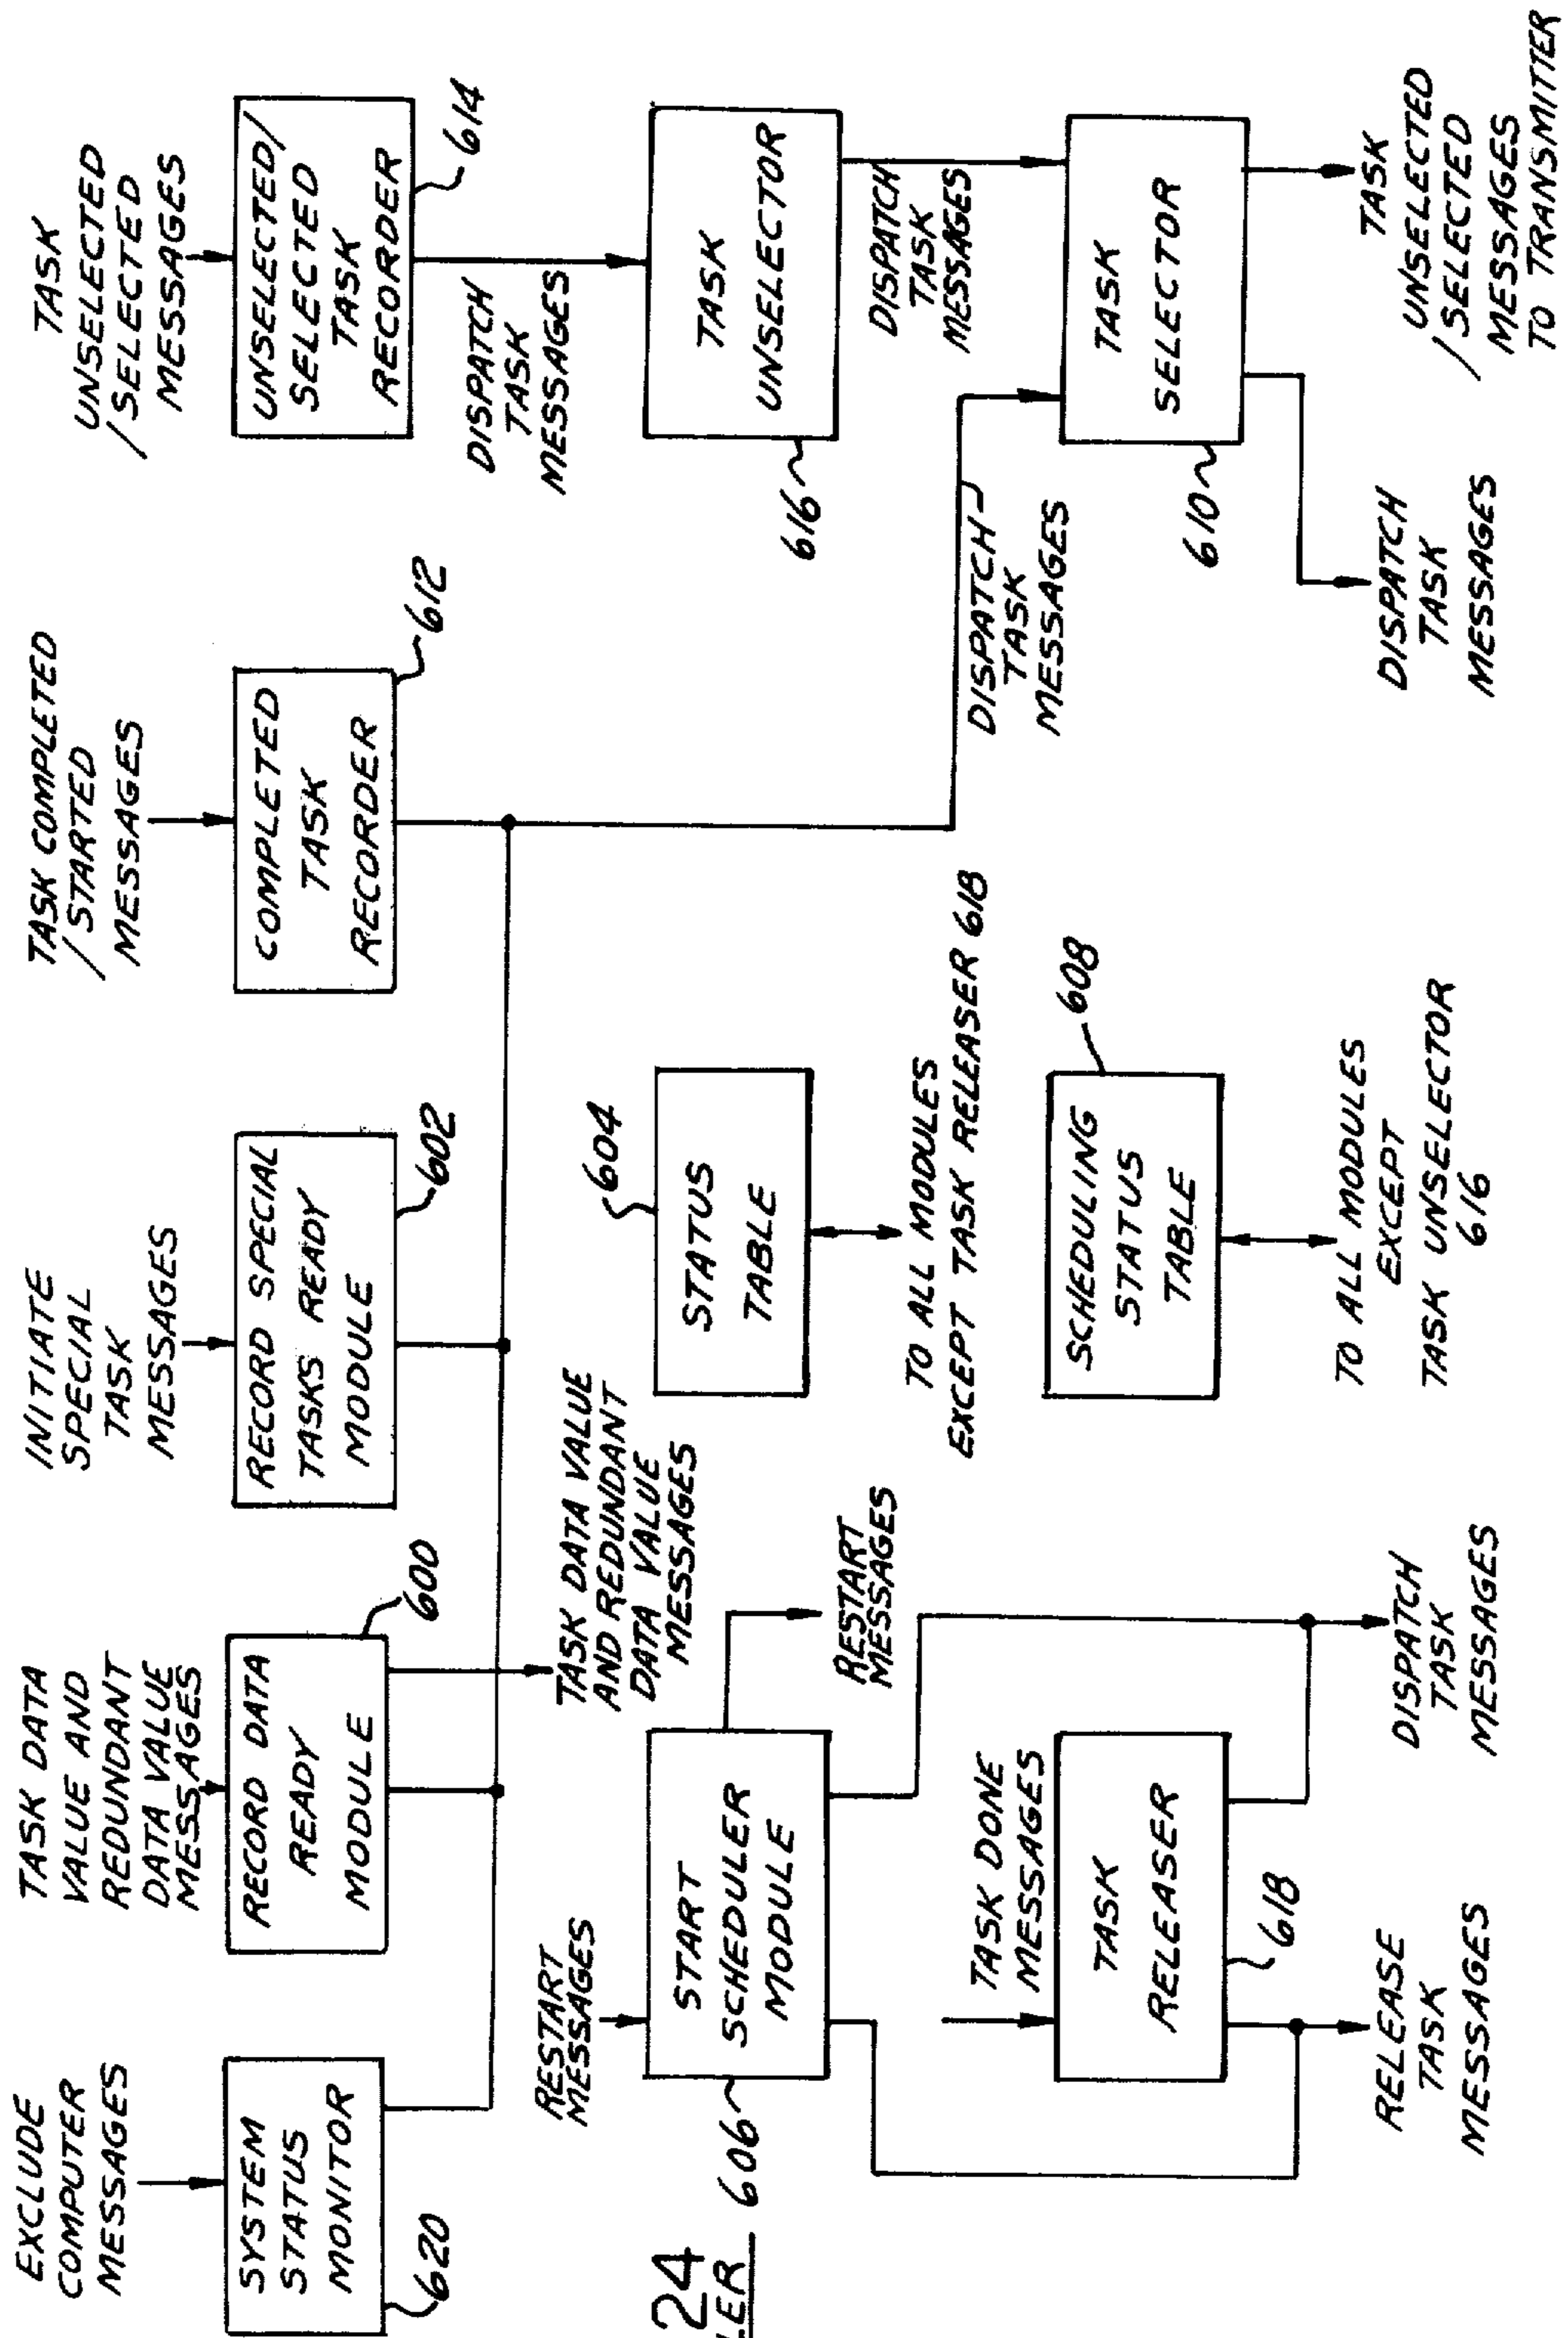 EXCLUDE
COMPUTER
MESSAGES
SYSTEM
STATUS
MONITOR
620
TASK DATA
VALUE AND
REDUNDANT
DATA VALUE
MESSAGES
RECORD DATA
READY
MODULE
600
INITIATE
SPECIAL
TASK
MESSAGES
RECORD SPECIAL
TASKS READY
MODULE
602
TASK COMPLETED
/STARTED
MESSAGES
COMPLETED
TASK
RECORDER
612
TASK
UNSELECTED
/SELECTED
MESSAGES
UNSELECTED/
SELECTED
TASK
RECORDER
614
TASK DATA VALUE
AND REDUNDANT
DATA VALUE
MESSAGES
DISPATCH
TASK
MESSAGES
24
606
RESTART
MESSAGES
START
SCHEDULER
MODULE
RESTART
MESSAGES
604
STATUS
TABLE
TO ALL MODULES
EXCEPT TASK RELEASER 618
616
TASK
UNSELECTOR
DISPATCH
TASK
MESSAGES
DISPATCH
TASK
MESSAGES
TASK DONE
MESSAGES
TASK
RELEASER
618
RELEASE
TASK
MESSAGES
DISPATCH
TASK
MESSAGES
608
SCHEDULING
STATUS
TABLE
TO ALL MODULES
EXCEPT
TASK UNSELECTOR
616
610
TASK
SELECTOR
DISPATCH
TASK
MESSAGES
TASK
UNSELECTED
/SELECTED
MESSAGES
TO TRANSMITTER